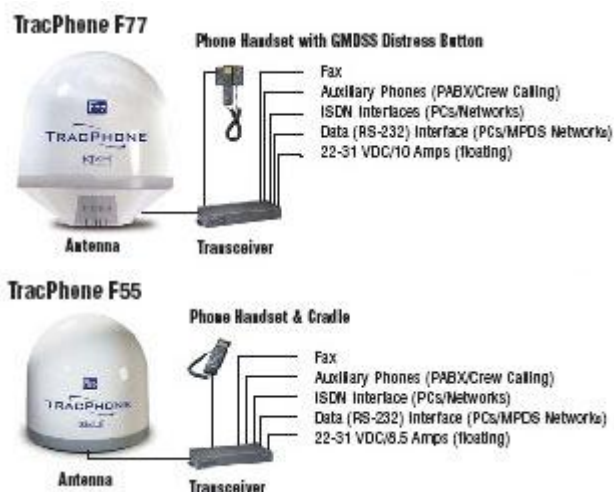 TracPhone F77
Phone Handset with GMDSS Distress Button
Fax
Auxiliary Phones (PABX/Crew Calling)
ISDN Interfaces (PCs/Networks)
Data (RS-232) Interface (PCs/MPDS Networks)
22-31 VDC/10 Amps (floating)
TRACPHONE
KVH
Antenna
Transceiver
TracPhone F55
Phone Handset & Cradle
Fax
Auxiliary Phones (PABX/Crew Calling)
ISDN Interface (PCs/Networks)
Data (RS-232) Interface (PCs/MPDS Networks)
22-31 VDC/8.5 Amps (floating)
TRACPHONE
Antenna
Transceiver